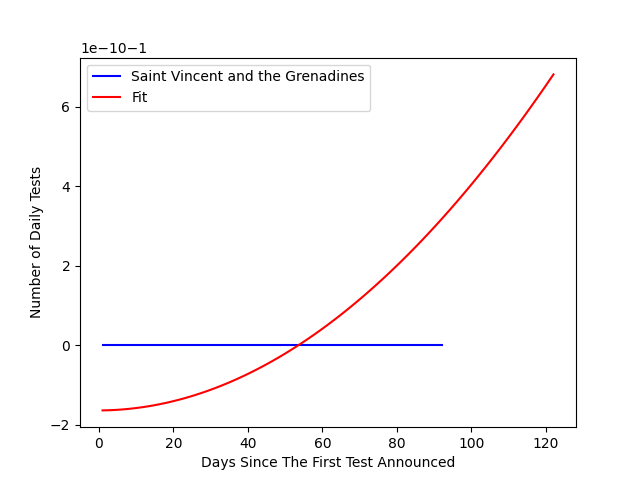 1e−10−1
Saint Vincent and the Grenadines
Fit
Number of Daily Tests
6
4
2
0
−2
0 20 40 60 80 100 120
Days Since The First Test Announced